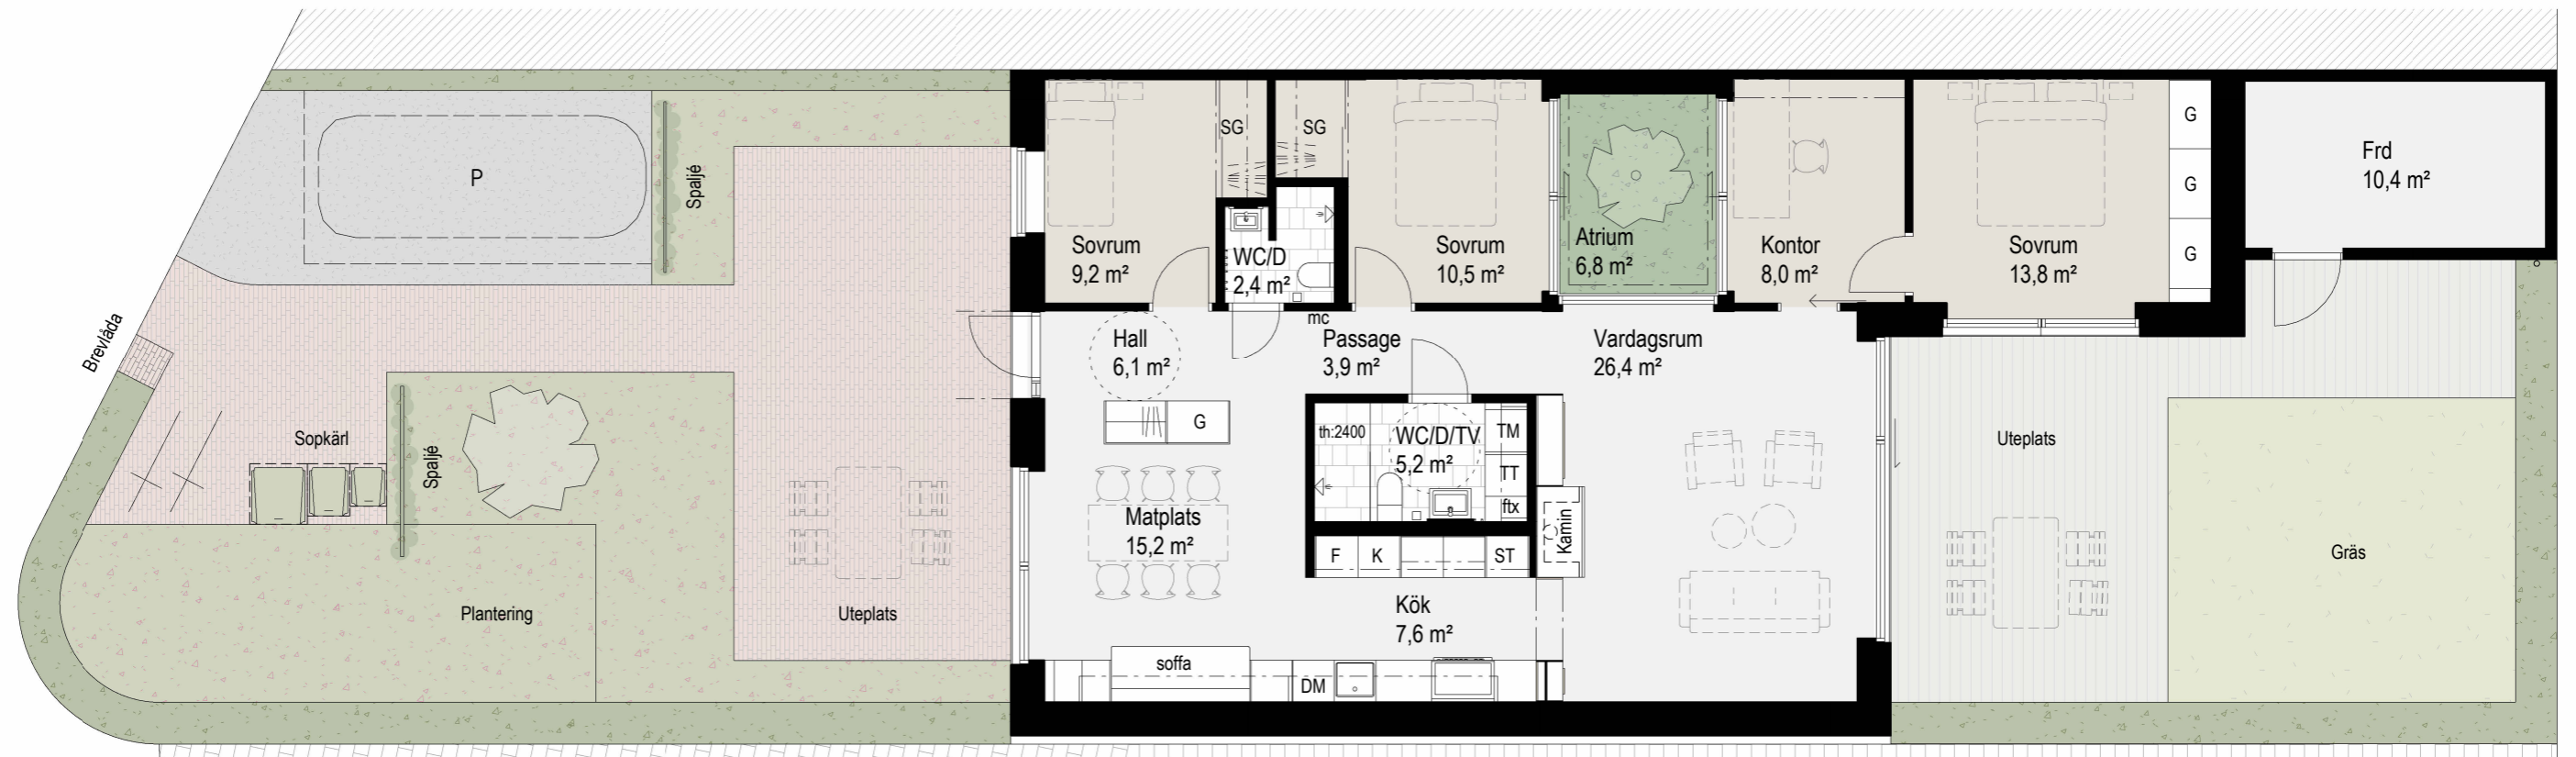 P
Spaljé
Brevlåda
Sopkärl
Spaljé
Plantering
Uteplats
Sovrum
9,2 m²
SG
SG
WC/D
2,4 m²
Sovrum
10,5 m²
Atrium
6,8 m²
Kontor
8,0 m²
Sovrum
13,8 m²
G
G
G
Frd
10,4 m²
Hall
6,1 m²
mc
Passage
3,9 m²
Vardagsrum
26,4 m²
G
th:2400
WC/D/TV
5,2 m²
TM
TT
ftx
Matplats
15,2 m²
F
K
ST
Kamin
Kök
7,6 m²
soffa
DM
Uteplats
Gräs